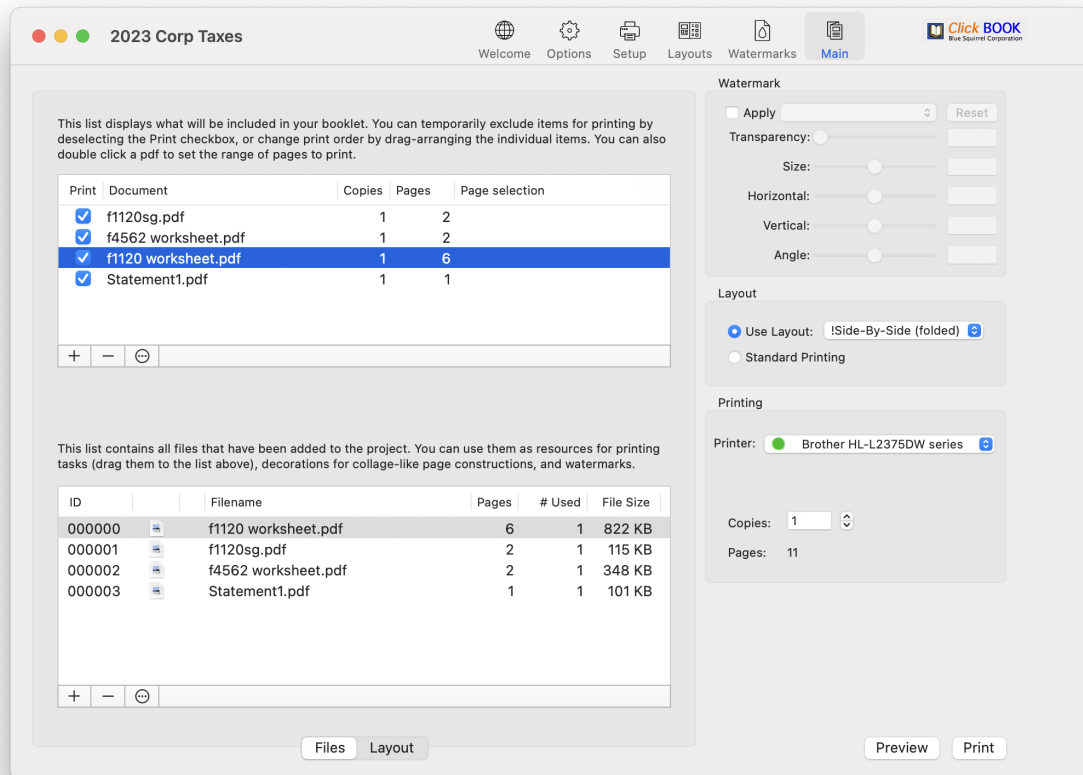 2023 Corp Taxes
Welcome Options Setup Layouts Watermarks Main
Click BOOK
Blue Squirrel Corporation
This list displays what will be included in your booklet. You can temporarily exclude items for printing by
deselecting the Print checkbox, or change print order by drag-arranging the individual items. You can also
double click a pdf to set the range of pages to print.
Print Document Copies Pages Page selection
f1120sg.pdf 1 2
f4562 worksheet.pdf 1 2
f1120 worksheet.pdf 1 6
Statement1.pdf 1 1
This list contains all files that have been added to the project. You can use them as resources for printing
tasks (drag them to the list above), decorations for collage-like page constructions, and watermarks.
ID Filename Pages # Used File Size
000000 f1120 worksheet.pdf 6 1 822 KB
000001 f1120sg.pdf 2 1 115 KB
000002 f4562 worksheet.pdf 2 1 348 KB
000003 Statement1.pdf 1 1 101 KB
Files Layout
Watermark
Apply Reset
Transparency:
Size:
Horizontal:
Vertical:
Angle:
Layout
Use Layout: !Side-By-Side (folded)
Standard Printing
Printing
Printer: Brother HL-L2375DW series
Copies: 1
Pages: 11
Preview Print